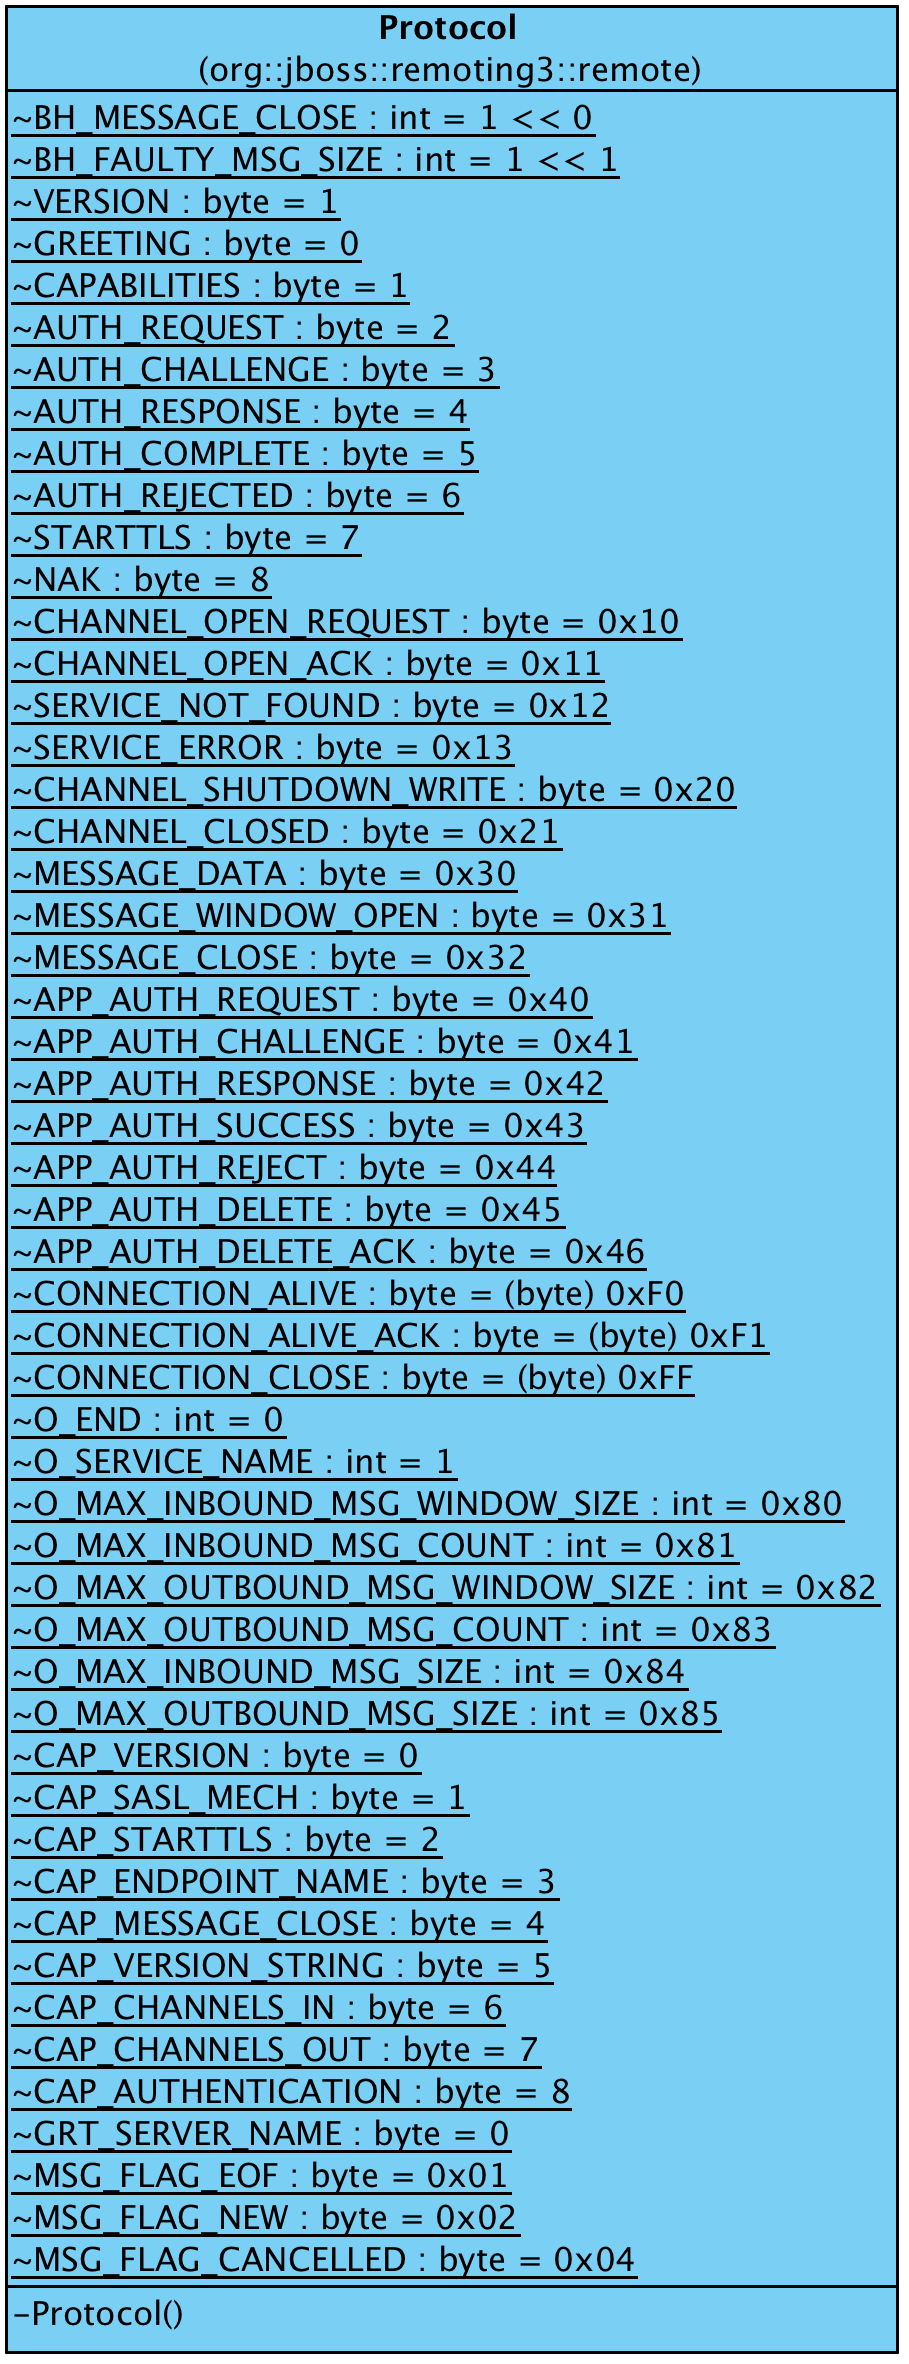 Protocol
(org::jboss::remoting3::remote)
~BH_MESSAGE_CLOSE : int = 1 << 0
~BH_FAULTY_MSG_SIZE : int = 1 << 1
~VERSION : byte = 1
~GREETING : byte = 0
~CAPABILITIES : byte = 1
~AUTH_REQUEST : byte = 2
~AUTH_CHALLENGE : byte = 3
~AUTH_RESPONSE : byte = 4
~AUTH_COMPLETE : byte = 5
~AUTH_REJECTED : byte = 6
~STARTTLS : byte = 7
~NAK : byte = 8
~CHANNEL_OPEN_REQUEST : byte = 0x10
~CHANNEL_OPEN_ACK : byte = 0x11
~SERVICE_NOT_FOUND : byte = 0x12
~SERVICE_ERROR : byte = 0x13
~CHANNEL_SHUTDOWN_WRITE : byte = 0x20
~CHANNEL_CLOSED : byte = 0x21
~MESSAGE_DATA : byte = 0x30
~MESSAGE_WINDOW_OPEN : byte = 0x31
~MESSAGE_CLOSE : byte = 0x32
~APP_AUTH_REQUEST : byte = 0x40
~APP_AUTH_CHALLENGE : byte = 0x41
~APP_AUTH_RESPONSE : byte = 0x42
~APP_AUTH_SUCCESS : byte = 0x43
~APP_AUTH_REJECT : byte = 0x44
~APP_AUTH_DELETE : byte = 0x45
~APP_AUTH_DELETE_ACK : byte = 0x46
~CONNECTION_ALIVE : byte = (byte) 0xF0
~CONNECTION_ALIVE_ACK : byte = (byte) 0xF1
~CONNECTION_CLOSE : byte = (byte) 0xFF
~O_END : int = 0
~O_SERVICE_NAME : int = 1
~O_MAX_INBOUND_MSG_WINDOW_SIZE : int = 0x80
~O_MAX_INBOUND_MSG_COUNT : int = 0x81
~O_MAX_OUTBOUND_MSG_WINDOW_SIZE : int = 0x82
~O_MAX_OUTBOUND_MSG_COUNT : int = 0x83
~O_MAX_INBOUND_MSG_SIZE : int = 0x84
~O_MAX_OUTBOUND_MSG_SIZE : int = 0x85
~CAP_VERSION : byte = 0
~CAP_SASL_MECH : byte = 1
~CAP_STARTTLS : byte = 2
~CAP_ENDPOINT_NAME : byte = 3
~CAP_MESSAGE_CLOSE : byte = 4
~CAP_VERSION_STRING : byte = 5
~CAP_CHANNELS_IN : byte = 6
~CAP_CHANNELS_OUT : byte = 7
~CAP_AUTHENTICATION : byte = 8
~GRT_SERVER_NAME : byte = 0
~MSG_FLAG_EOF : byte = 0x01
~MSG_FLAG_NEW : byte = 0x02
~MSG_FLAG_CANCELLED : byte = 0x04
-Protocol()